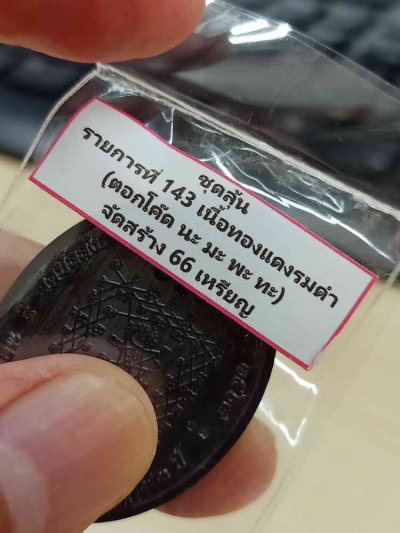 ชุดลุ้น
รายการที่ 143 เนื้อทองแดงรมดำ
(ตอกโค๊ด นะ มะ พะ ทะ)
จัดสร้าง 66 เหรียญ